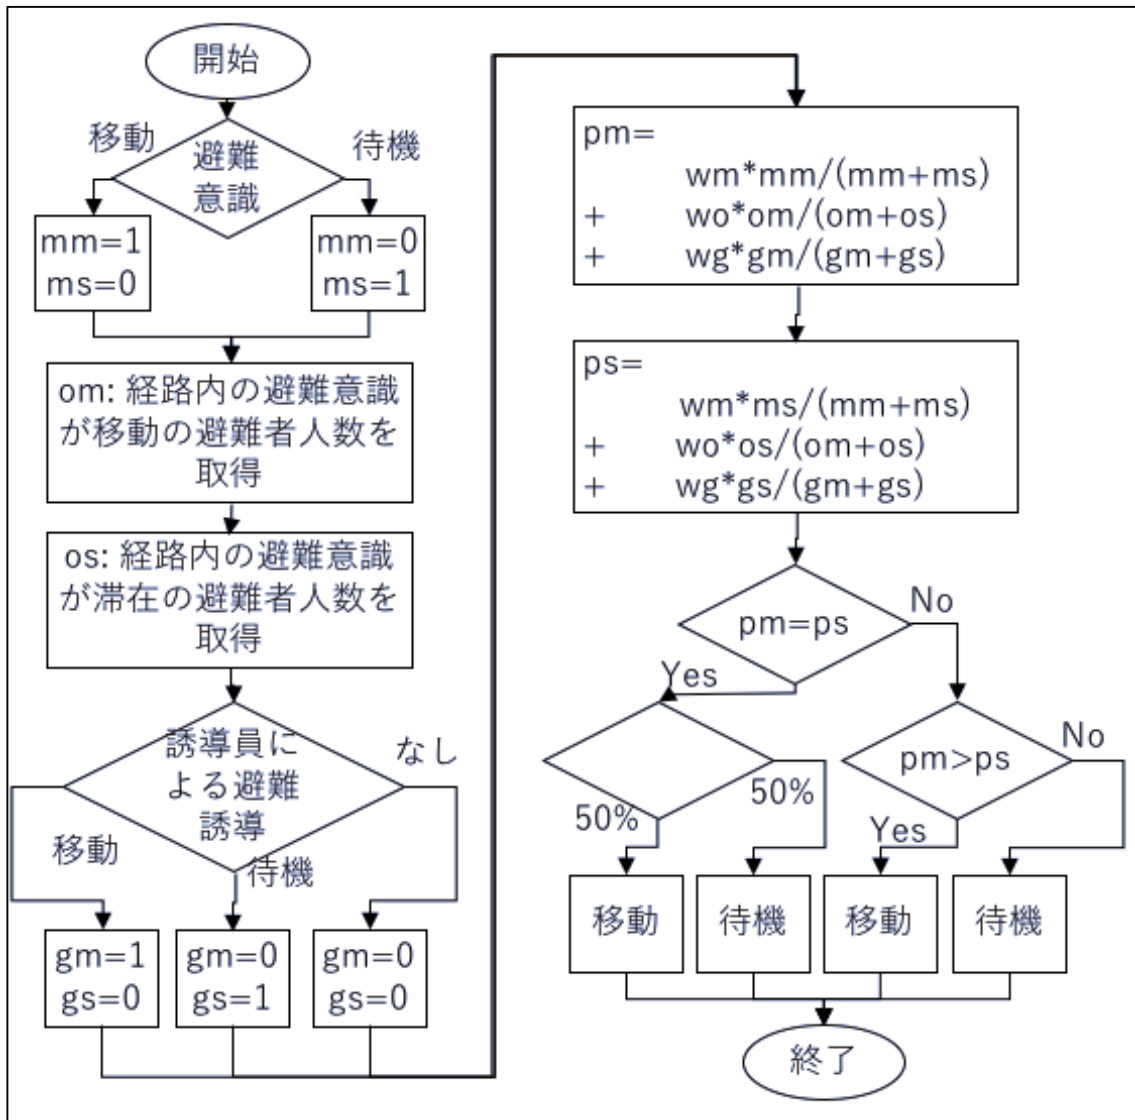 開始
移動
待機
避難
意識
mm=1
ms=0
mm=0
ms=1
om: 経路内の避難意識
が移動の避難者人数を
取得
os: 経路内の避難意識
が滞在の避難者人数を
取得
誘導員に
よる避難
誘導
なし
移動
待機
gm=1
gs=0
gm=0
gs=1
gm=0
gs=0
pm=
wm*mm/(mm+ms)
+ wo*om/(om+os)
+ wg*gm/(gm+gs)
ps=
wm*ms/(mm+ms)
+ wo*os/(om+os)
+ wg*gs/(gm+gs)
pm=ps
No
Yes
50%
50%
pm>ps
No
Yes
移動
待機
移動
待機
終了